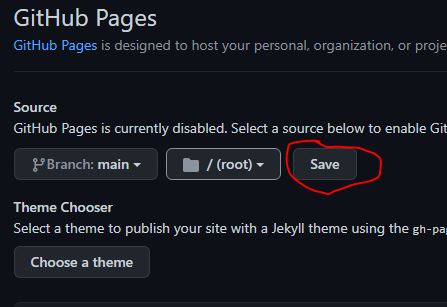 GitHub Pages
GitHub Pages is designed to host your personal, organization, or proje
Source
GitHub Pages is currently disabled. Select a source below to enable Git
Branch: main / (root) Save
Theme Chooser
Select a theme to publish your site with a Jekyll theme using the gh-pag
Choose a theme